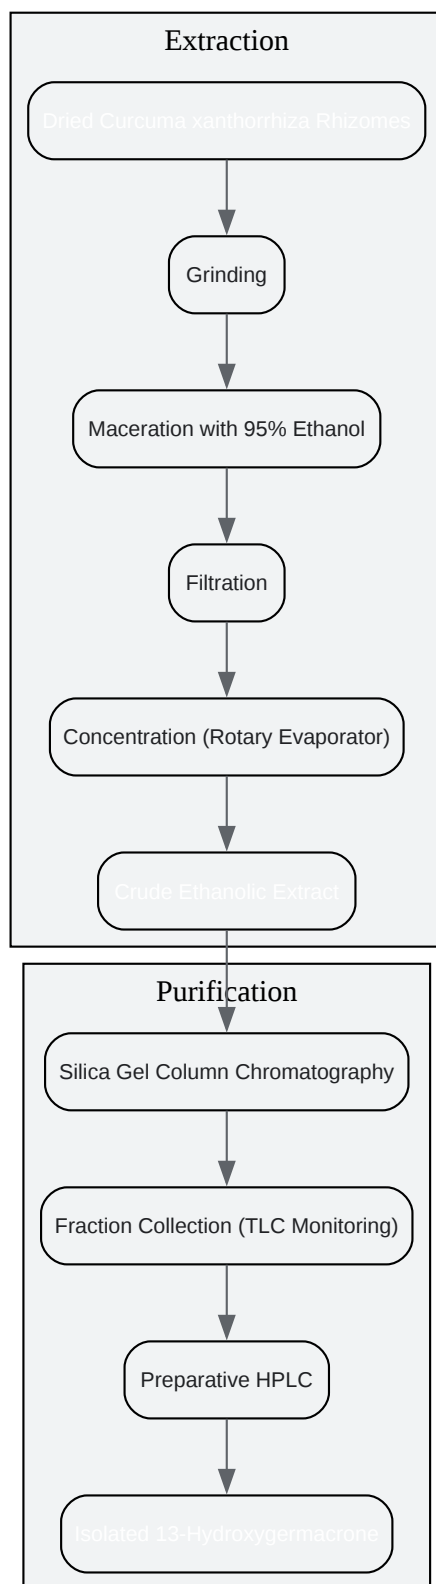 Extraction
Dried Curcuma xanthorrhiza Rhizomes
Grinding
Maceration with 95% Ethanol
Filtration
Concentration (Rotary Evaporator)
Crude Ethanolic Extract
Purification
Silica Gel Column Chromatography
Fraction Collection (TLC Monitoring)
Preparative HPLC
Isolated 13-Hydroxygermacrone